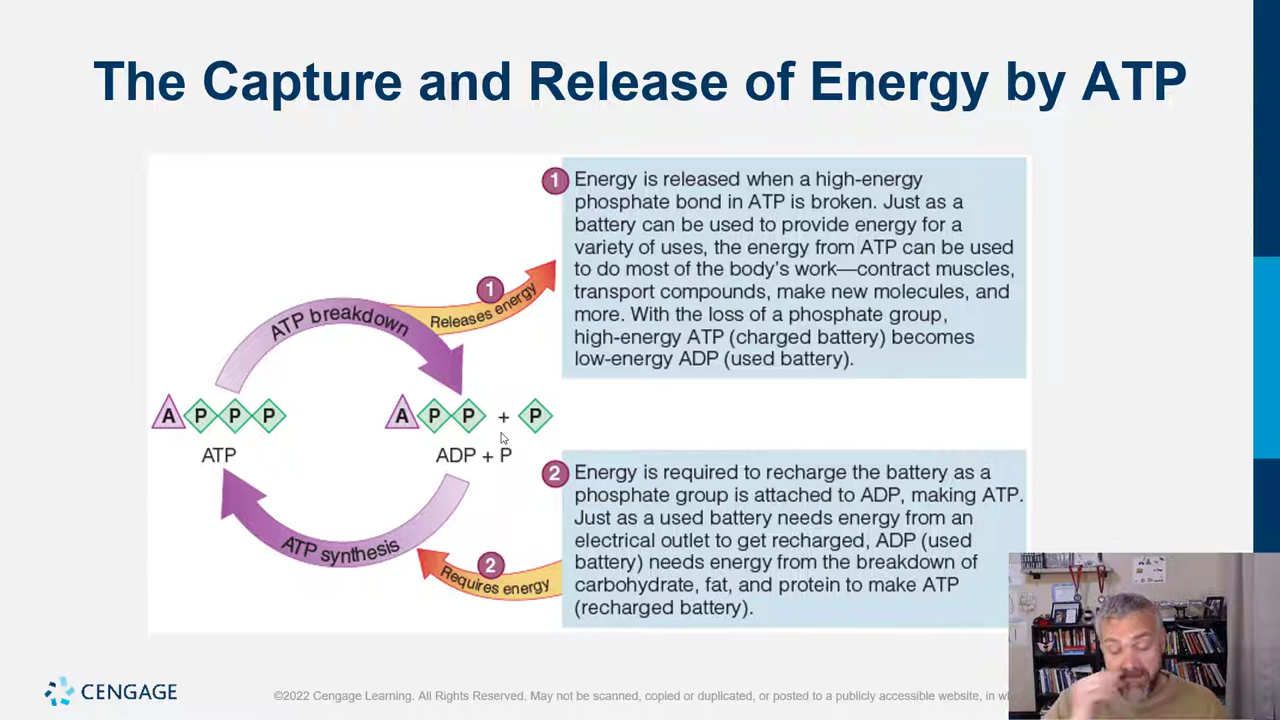 The Capture and Release of Energy by ATP
1 Energy is released when a high-energy
phosphate bond in ATP is broken. Just as a
battery can be used to provide energy for a
variety of uses, the energy from ATP can be used
to do most of the body's work—contract muscles,
transport compounds, make new molecules, and
more. With the loss of a phosphate group,
high-energy ATP (charged battery) becomes
low-energy ADP (used battery).
1
Releases energy
ATP breakdown
A P P P
A P P + P
ATP
ADP + P
ATP synthesis
2
Requires energy
2 Energy is required to recharge the battery as a
phosphate group is attached to ADP, making ATP.
Just as a used battery needs energy from an
electrical outlet to get recharged, ADP (used
battery) needs energy from the breakdown of
carbohydrate, fat, and protein to make ATP
(recharged battery).
CENGAGE
©2022 Cengage Learning. All Rights Reserved. May not be scanned, copied or duplicated, or posted to a publicly accessible website, in